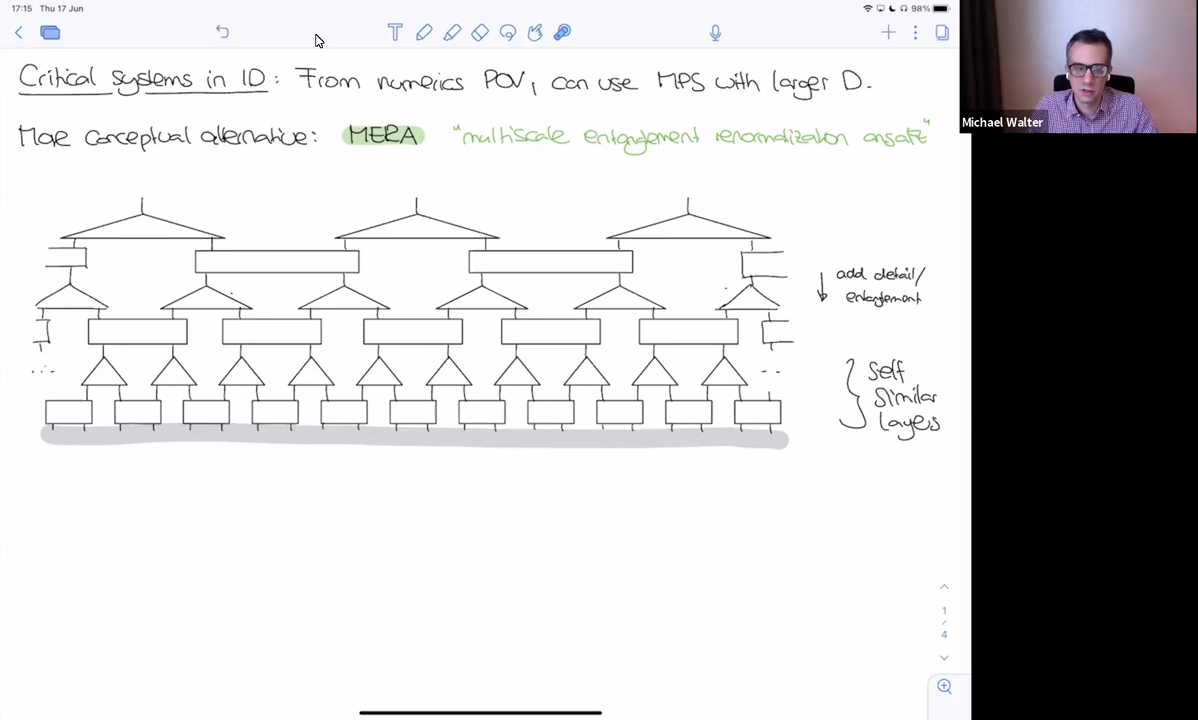 17:15 Thu 17 Jun
98%
Critical systems in 1D: From numerics POV, can use MPS with larger D.
More conceptual alternative: MERA "multiscale entanglement renormalization ansatz"
add detail/
entanglement
self
similar
layers
1
/
4
Michael Walter